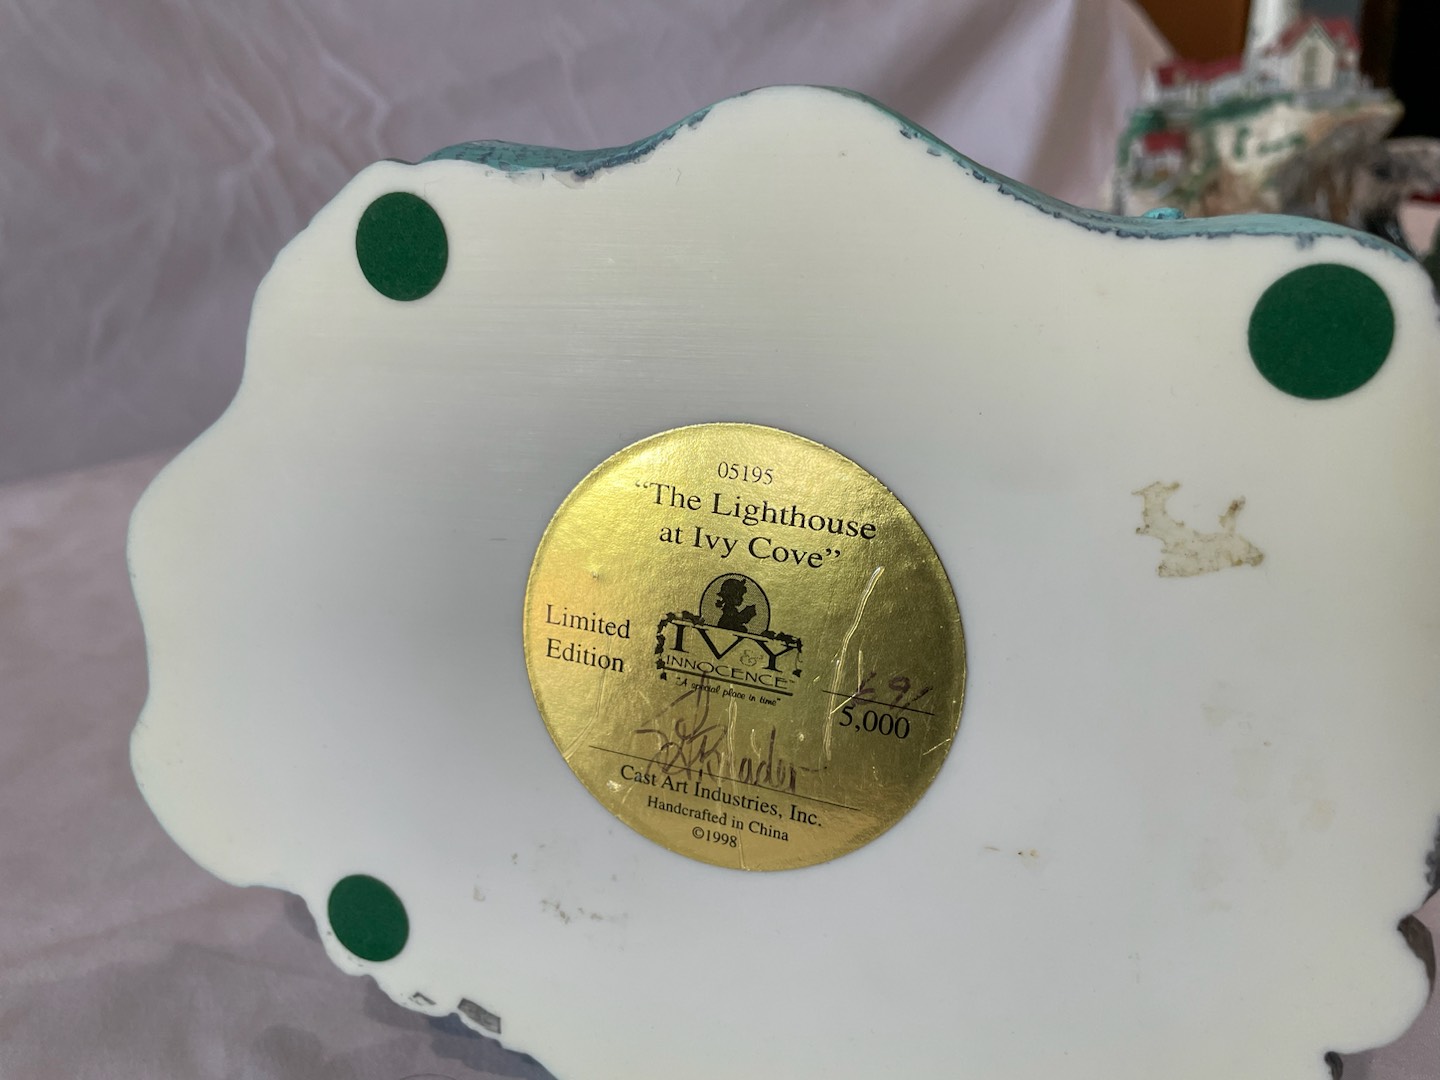 05195
“The Lighthouse
at Ivy Cove”
Limited
Edition
IVY
&
INNOCENCE
"A special place in time"
691
5,000
Cast Art Industries, Inc.
Handcrafted in China
©1998